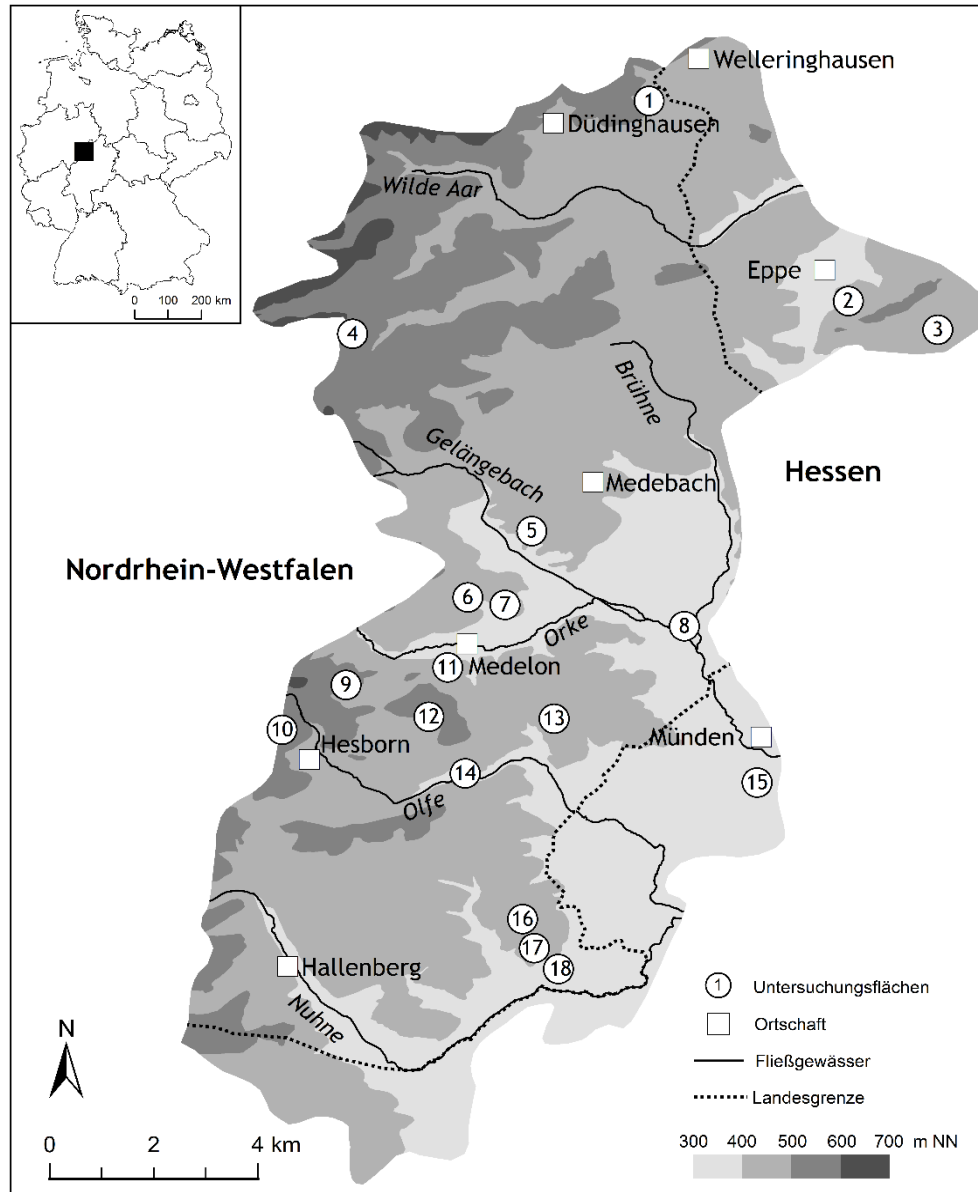 0 100 200 km
Welleringhausen
1
Düdinghausen
Wilde Aar
Eppe
2
3
4
Brühne
Gelängebach
Hessen
Medebach
5
Nordrhein-Westfalen
6
7
Orke
8
11
Medelon
9
12
13
10
Hesborn
Münden
14
15
Olfe
16
17
18
Hallenberg
Nuhne
N
0 2 4 km
1 Untersuchungsflächen
Ortschaft
Fließgewässer
Landesgrenze
300 400 500 600 700 m NN